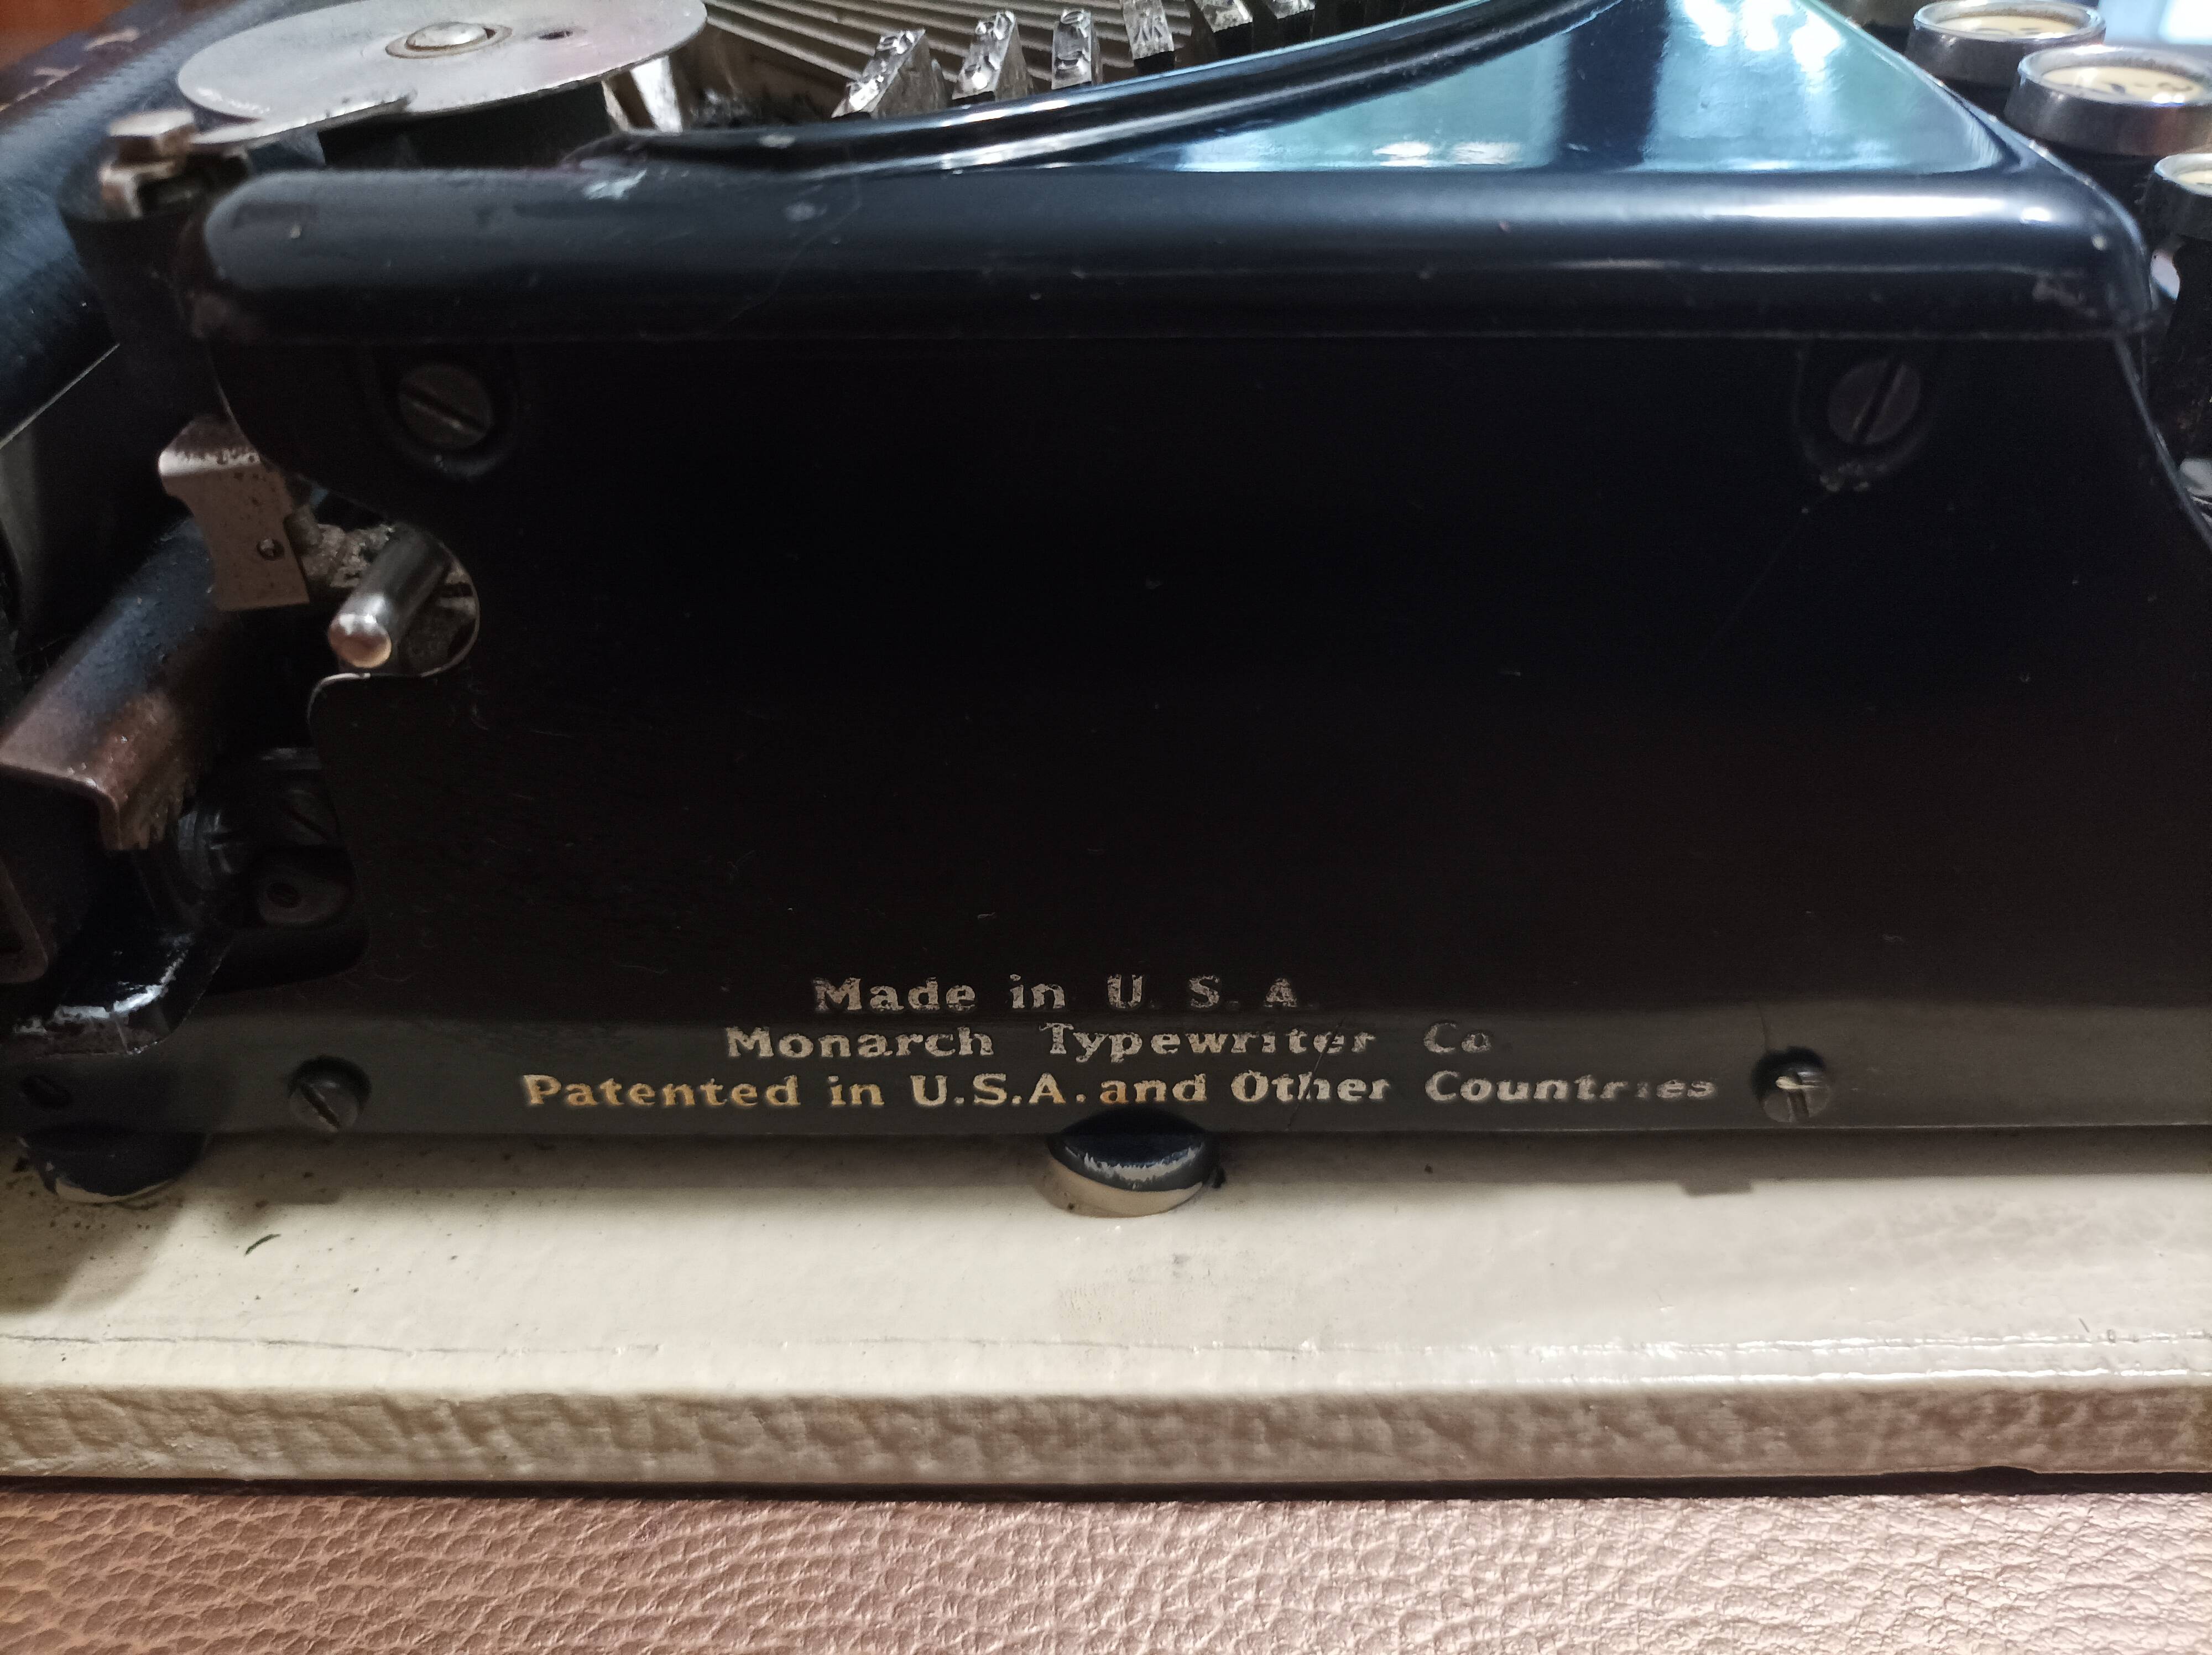 Made in U. S. A.
Monarch Typewriter Co.
Patented in U.S.A. and Other Countries